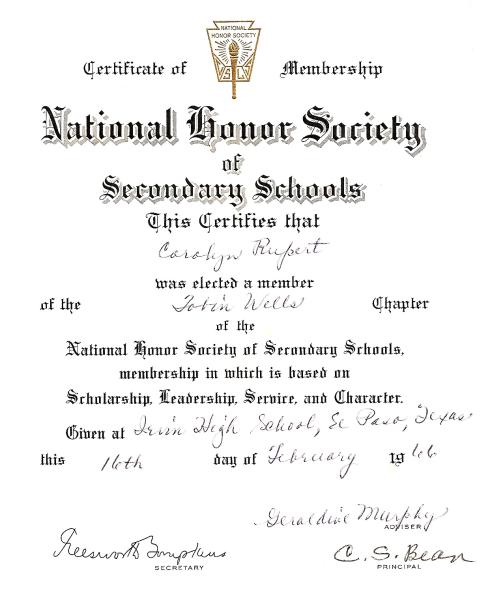 NATIONAL
HONOR SOCIETY
Certificate of Membership
National Honor Society
of
Secondary Schools
This Certifies that
Carolyn Rupert
was elected a member
of the Tobin Wells Chapter
of the
National Honor Society of Secondary Schools,
membership in which is based on
Scholarship, Leadership, Service, and Character.
Given at Irvin High School, El Paso, Texas
this 16th day of February 1966
Geraldine Murphy
ADVISER
C. S. Bean
SECRETARY PRINCIPAL